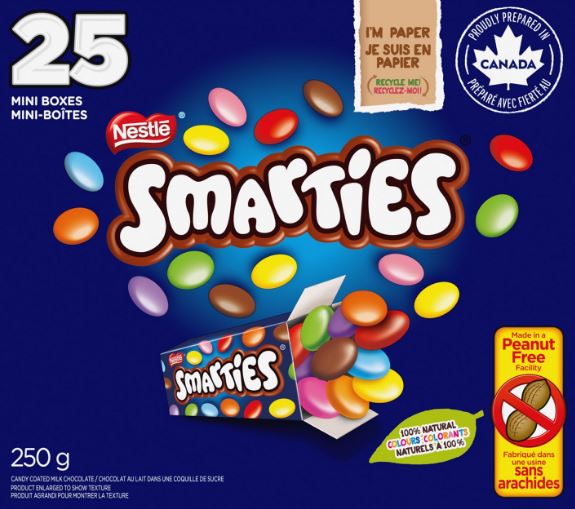 25
MINI BOXES
MINI-BOÎTES
I'M PAPER
JE SUIS EN
PAPIER
RECYCLE ME!
RECYCLEZ-MOI!
PROUDLY PREPARED IN
CANADA
PRÉPARÉ AVEC FIERTÉ AU
Nestlé®
SMARTIES®
Nestlé
SMARTIES®
Made in a
Peanut
Free
Facility
Fabriqué dans
une usine
sans
arachides
100% NATURAL
COLOURS*COLORANTS
NATURELS À 100%
250 g
CANDY COATED MILK CHOCOLATE / CHOCOLAT AU LAIT DANS UNE COQUILLE DE SUCRE
PRODUCT ENLARGED TO SHOW TEXTURE
PRODUIT AGRANDI POUR MONTRER LA TEXTURE